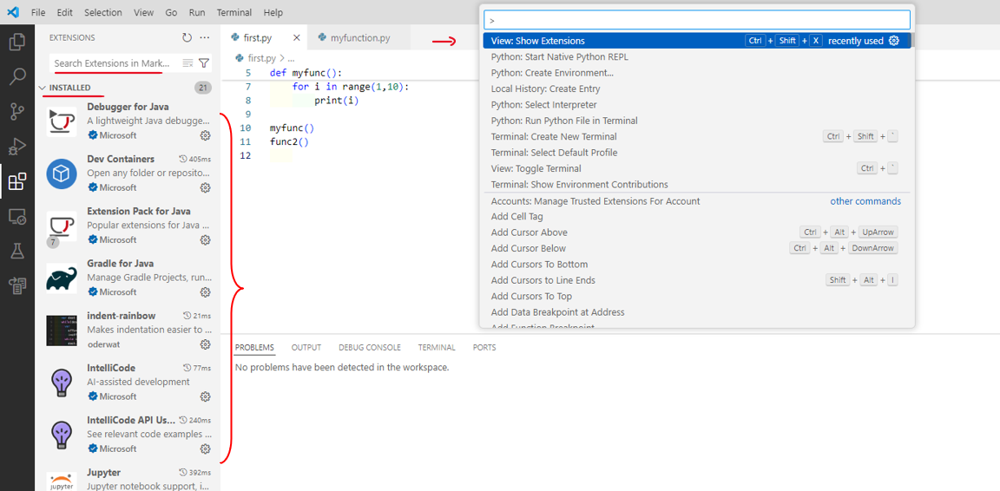 File Edit Selection View Go Run Terminal Help
EXTENSIONS
Search Extensions in Mark...
INSTALLED 21
Debugger for Java
A lightweight Java debugge...
Microsoft
Dev Containers 405ms
Open any folder or reposito...
Microsoft
Extension Pack for Java
Popular extensions for Java ...
7 Microsoft
Gradle for Java
Manage Gradle Projects, run...
Microsoft
indent-rainbow 21ms
Makes indentation easier to ...
oderwat
IntelliCode 77ms
AI-assisted development
Microsoft
IntelliCode API Us... 240ms
See relevant code examples ...
Microsoft
Jupyter 392ms
jupyter Jupyter notebook support, i...
first.py myfunction.py
first.py > ...
5 def myfunc():
7 for i in range(1,10):
8 print(i)
9
10 myfunc()
11 func2()
12
>
View: Show Extensions Ctrl + Shift + X recently used
Python: Start Native Python REPL
Python: Create Environment...
Local History: Create Entry
Python: Select Interpreter
Python: Run Python File in Terminal
Terminal: Create New Terminal Ctrl + Shift + `
Terminal: Select Default Profile
View: Toggle Terminal Ctrl + `
Terminal: Show Environment Contributions
Accounts: Manage Trusted Extensions For Account other commands
Add Cell Tag
Add Cursor Above Ctrl + Alt + UpArrow
Add Cursor Below Ctrl + Alt + DownArrow
Add Cursors To Bottom
Add Cursors to Line Ends Shift + Alt + I
Add Cursors To Top
Add Data Breakpoint at Address
Add Function Breakpoint
PROBLEMS OUTPUT DEBUG CONSOLE TERMINAL PORTS
No problems have been detected in the workspace.